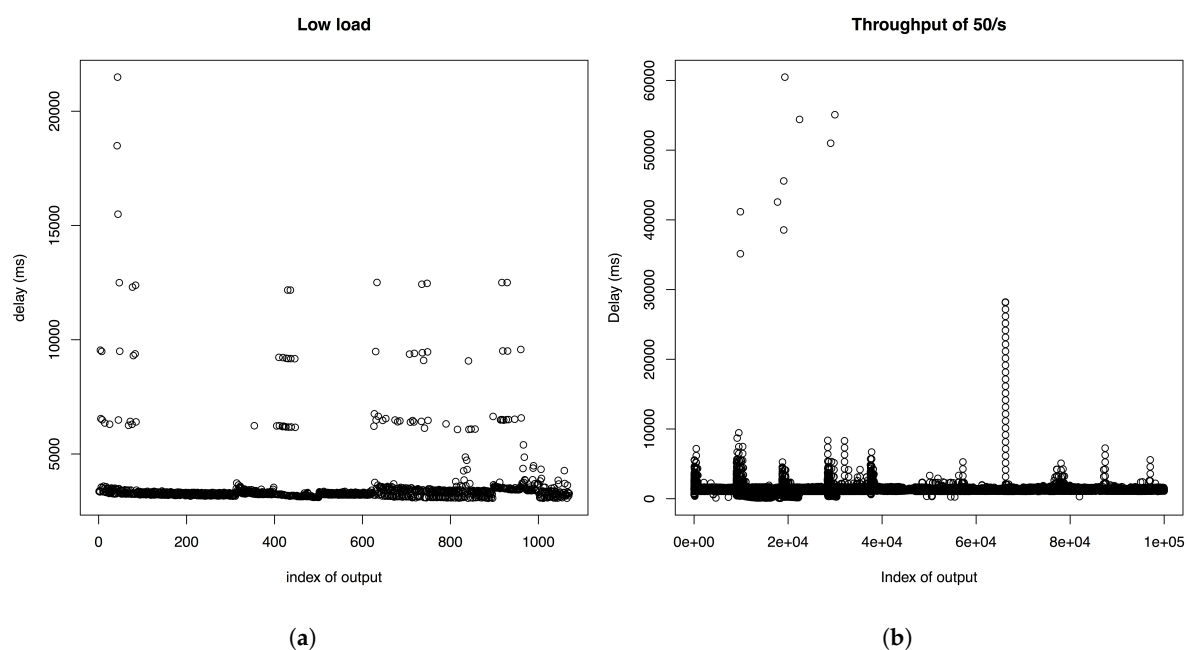 Low load
delay (ms)
20000
15000
10000
5000
0 200 400 600 800 1000
index of output
(a)
Throughput of 50/s
Delay (ms)
60000
50000
40000
30000
20000
10000
0
0e+00 2e+04 4e+04 6e+04 8e+04 1e+05
Index of output
(b)